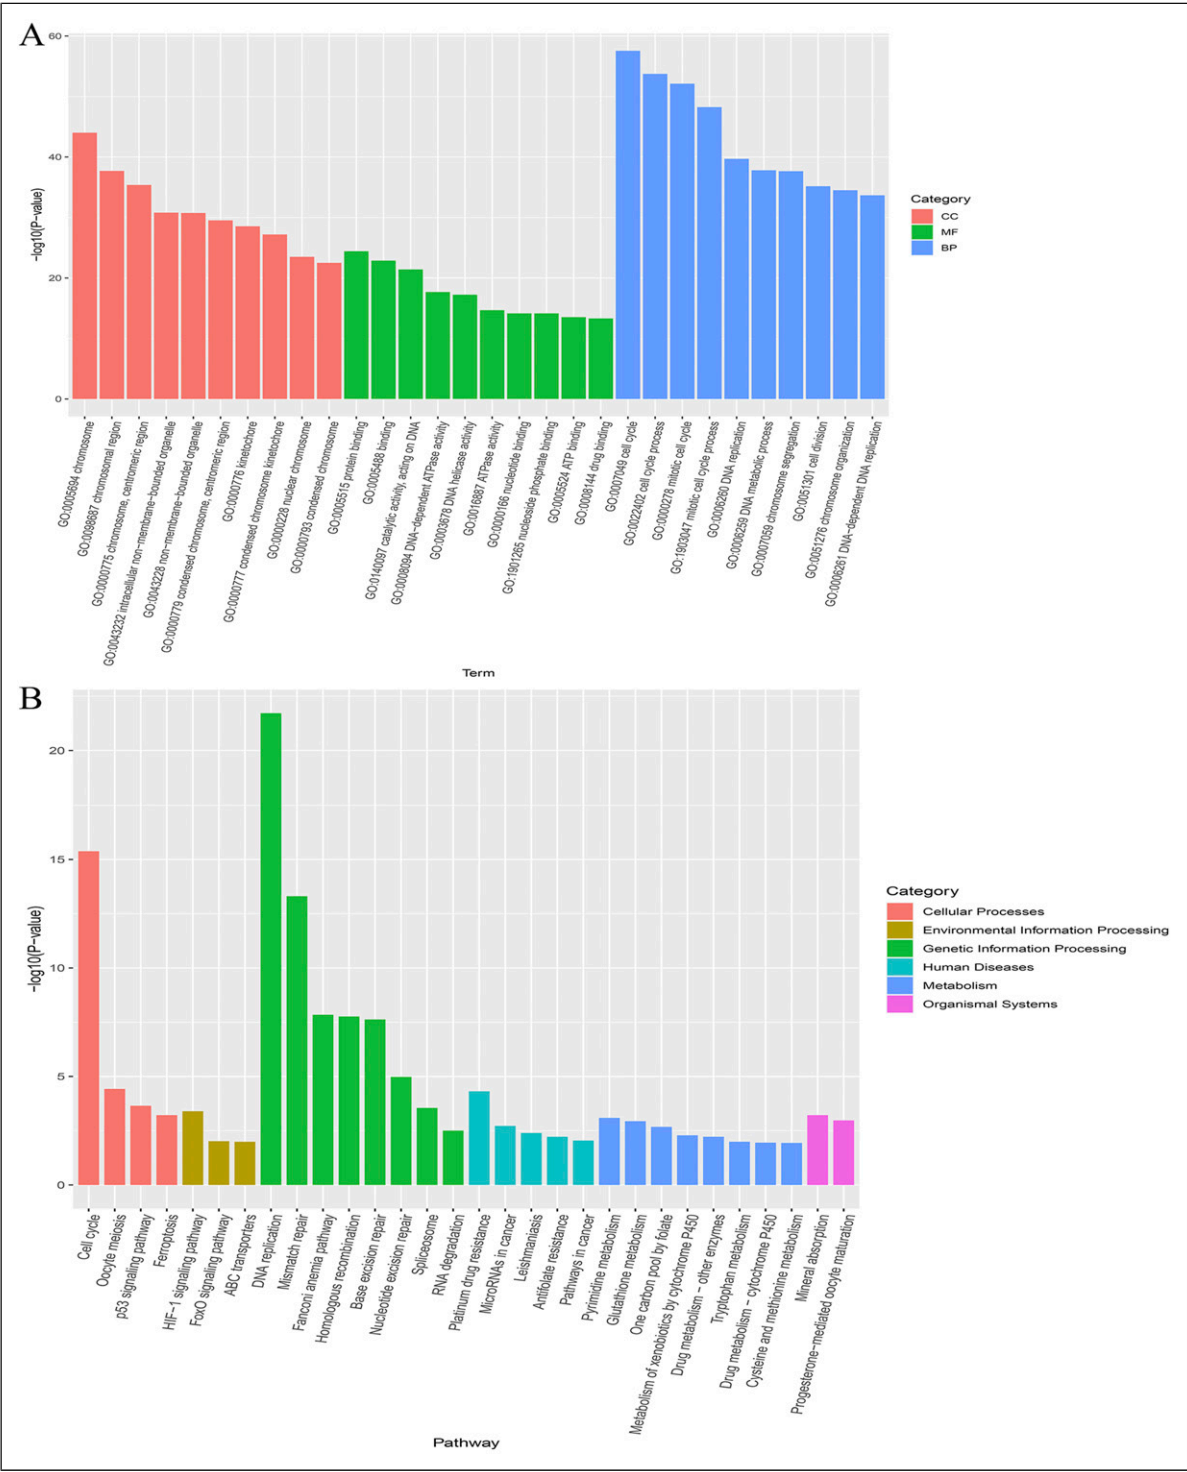 A
60
40
20
0
-log10(P-value)
GO:0005694 chromosome
GO:0098687 chromosomal region
GO:0000775 chromosome, centromeric region
GO:0043232 intracellular non-membrane-bounded organelle
GO:0043228 non-membrane-bounded organelle
GO:0000779 condensed chromosome, centromeric region
GO:0000776 kinetochore
GO:0000777 condensed chromosome kinetochore
GO:0000228 nuclear chromosome
GO:0000793 condensed chromosome
GO:0005515 protein binding
GO:0005488 binding
GO:0140097 catalytic activity, acting on DNA
GO:0008094 DNA-dependent ATPase activity
GO:0003678 DNA helicase activity
GO:0016887 ATPase activity
GO:0000166 nucleotide binding
GO:1901265 nucleoside phosphate binding
GO:0005524 ATP binding
GO:0008144 drug binding
GO:0007049 cell cycle
GO:0022402 cell cycle process
GO:0000278 mitotic cell cycle
GO:1903047 mitotic cell cycle process
GO:0006260 DNA replication
GO:0006259 DNA metabolic process
GO:0007059 chromosome segregation
GO:0051301 cell division
GO:0051276 chromosome organization
GO:0006261 DNA-dependent DNA replication
Term
Category
CC
MF
BP
B
20
15
10
5
0
-log10(P-value)
Cell cycle
Oocyte meiosis
p53 signaling pathway
Ferroptosis
HIF-1 signaling pathway
FoxO signaling pathway
ABC transporters
DNA replication
Mismatch repair
Fanconi anemia pathway
Homologous recombination
Base excision repair
Nucleotide excision repair
Spliceosome
RNA degradation
Platinum drug resistance
MicroRNAs in cancer
Leishmaniasis
Antifolate resistance
Pathways in cancer
Pyrimidine metabolism
Glutathione metabolism
One carbon pool by folate
Metabolism of xenobiotics by cytochrome P450
Drug metabolism - other enzymes
Tryptophan metabolism
Drug metabolism - cytochrome P450
Cysteine and methionine metabolism
Mineral absorption
Progesterone-mediated oocyte maturation
Pathway
Category
Cellular Processes
Environmental Information Processing
Genetic Information Processing
Human Diseases
Metabolism
Organismal Systems